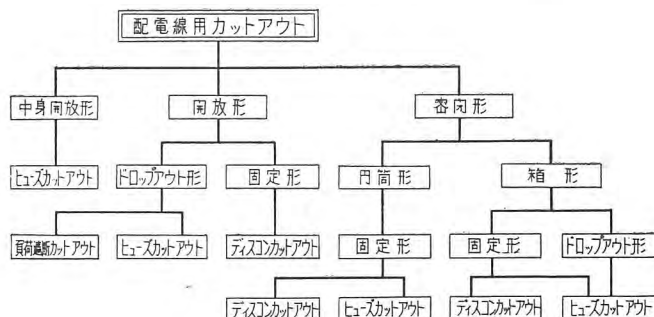 配電線用カットアウト
中身開放形
開放形
密閉形
ヒューズカットアウト
ドロップアウト形
固定形
円筒形
箱形
負荷遮断カットアウト
ヒューズカットアウト
ディスコンカットアウト
固定形
固定形
ドロップアウト形
ディスコンカットアウト
ヒューズカットアウト
ディスコンカットアウト
ヒューズカットアウト